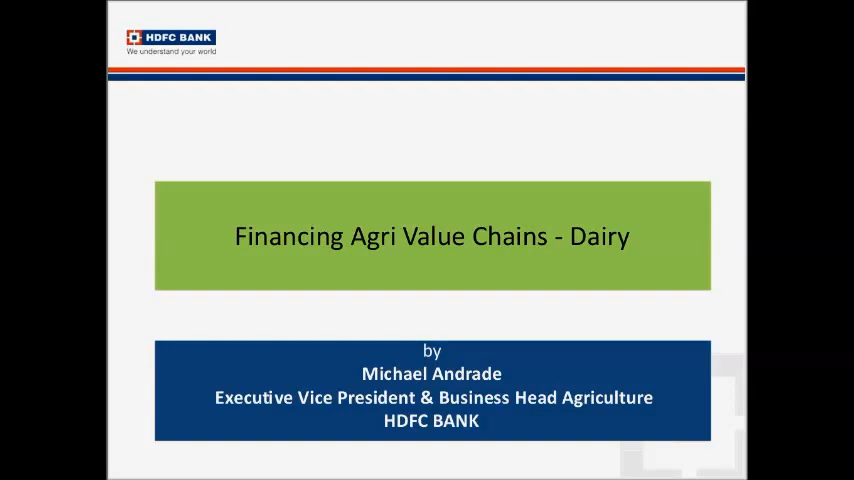 HDFC BANK
We understand your world
Financing Agri Value Chains - Dairy
by
Michael Andrade
Executive Vice President & Business Head Agriculture
HDFC BANK